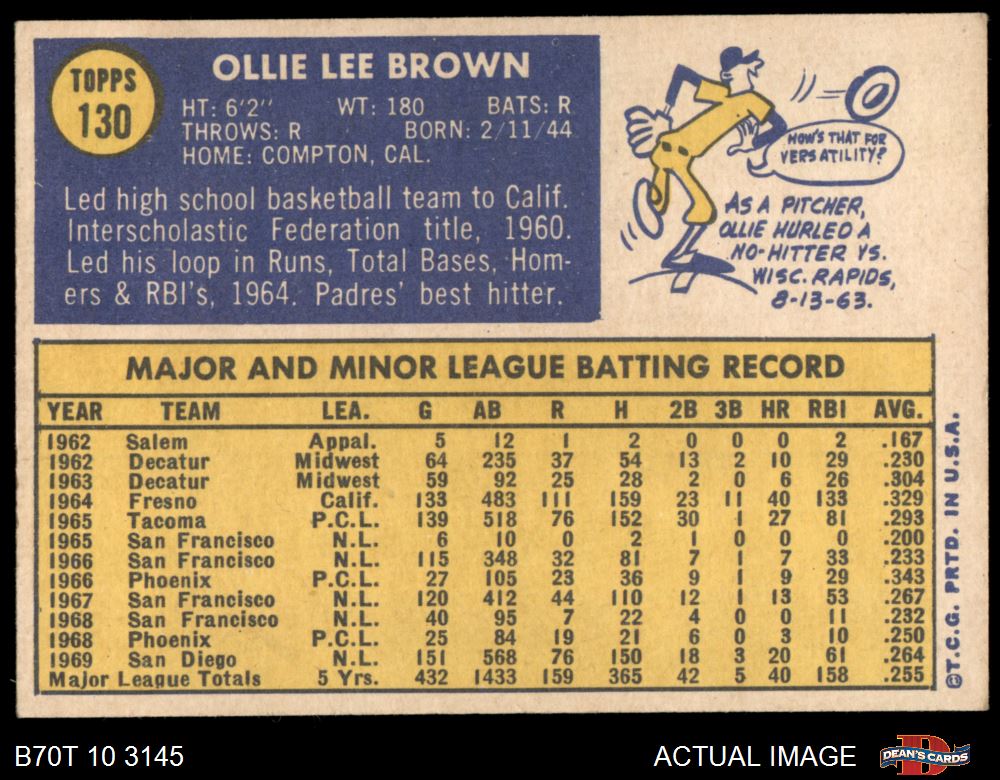 TOPPS
130
OLLIE LEE BROWN
HT: 6'2" WT: 180 BATS: R
THROWS: R BORN: 2/11/44
HOME: COMPTON, CAL.
Led high school basketball team to Calif.
Interscholastic Federation title, 1960.
Led his loop in Runs, Total Bases, Hom-
ers & RBI's, 1964. Padres' best hitter.
HOW'S THAT FOR
VERSATILITY?
AS A PITCHER,
OLLIE HURLED A
NO-HITTER VS.
WISC. RAPIDS,
8-13-63.
MAJOR AND MINOR LEAGUE BATTING RECORD
YEAR TEAM LEA. G AB R H 2B 3B HR RBI AVG.
1962 Salem Appal. 5 12 1 2 0 0 0 2 .167
1962 Decatur Midwest 64 235 37 54 13 2 10 29 .230
1963 Decatur Midwest 59 92 25 28 2 0 6 26 .304
1964 Fresno Calif. 133 483 111 159 23 11 40 133 .329
1965 Tacoma P.C.L. 139 518 76 152 30 1 27 81 .293
1965 San Francisco N.L. 6 10 0 2 1 0 0 0 .200
1966 San Francisco N.L. 115 348 32 81 7 1 7 33 .233
1966 Phoenix P.C.L. 27 105 23 36 9 1 9 29 .343
1967 San Francisco N.L. 120 412 44 110 12 1 13 53 .267
1968 San Francisco N.L. 40 95 7 22 4 0 0 11 .232
1968 Phoenix P.C.L. 25 84 19 21 6 0 3 10 .250
1969 San Diego N.L. 151 568 76 150 18 3 20 61 .264
Major League Totals 5 Yrs. 432 1433 159 365 42 5 40 158 .255
©T.C.G. PRTD. IN U.S.A.
B70T 10 3145
ACTUAL IMAGE
D
DEAN'S CARDS